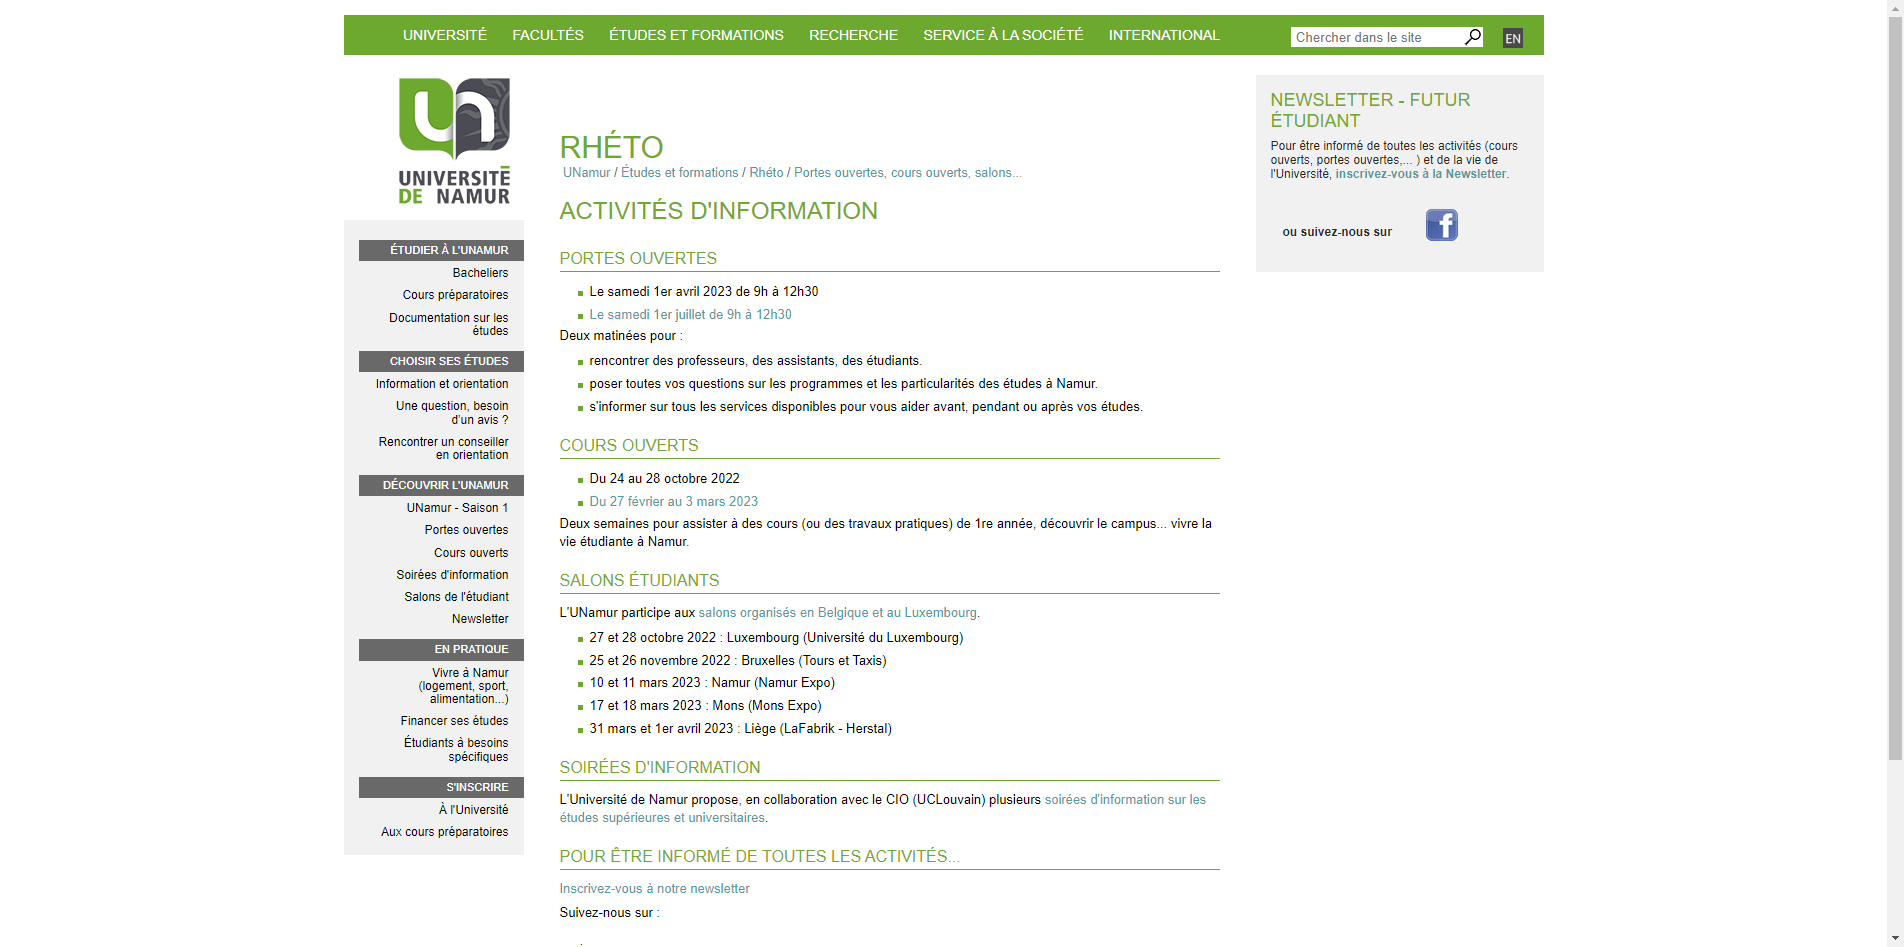 UNIVERSITÉ FACULTÉS ÉTUDES ET FORMATIONS RECHERCHE SERVICE À LA SOCIÉTÉ INTERNATIONAL
Chercher dans le site
EN
UNIVERSITÉ
DE NAMUR
ÉTUDIER À L'UNAMUR
Bacheliers
Cours préparatoires
Documentation sur les
études
CHOISIR SES ÉTUDES
Information et orientation
Une question, besoin
d'un avis ?
Rencontrer un conseiller
en orientation
DÉCOUVRIR L'UNAMUR
UNamur - Saison 1
Portes ouvertes
Cours ouverts
Soirées d'information
Salons de l'étudiant
Newsletter
EN PRATIQUE
Vivre à Namur
(logement, sport,
alimentation...)
Financer ses études
Étudiants à besoins
spécifiques
S'INSCRIRE
À l'Université
Aux cours préparatoires
RHÉTO
UNamur / Études et formations / Rhéto / Portes ouvertes, cours ouverts, salons...
ACTIVITÉS D'INFORMATION
PORTES OUVERTES
Le samedi 1er avril 2023 de 9h à 12h30
Le samedi 1er juillet de 9h à 12h30
Deux matinées pour :
rencontrer des professeurs, des assistants, des étudiants.
poser toutes vos questions sur les programmes et les particularités des études à Namur.
s'informer sur tous les services disponibles pour vous aider avant, pendant ou après vos études.
COURS OUVERTS
Du 24 au 28 octobre 2022
Du 27 février au 3 mars 2023
Deux semaines pour assister à des cours (ou des travaux pratiques) de 1re année, découvrir le campus... vivre la
vie étudiante à Namur.
SALONS ÉTUDIANTS
L'UNamur participe aux salons organisés en Belgique et au Luxembourg.
27 et 28 octobre 2022 : Luxembourg (Université du Luxembourg)
25 et 26 novembre 2022 : Bruxelles (Tours et Taxis)
10 et 11 mars 2023 : Namur (Namur Expo)
17 et 18 mars 2023 : Mons (Mons Expo)
31 mars et 1er avril 2023 : Liège (LaFabrik - Herstal)
SOIRÉES D'INFORMATION
L'Université de Namur propose, en collaboration avec le CIO (UCLouvain) plusieurs soirées d'information sur les
études supérieures et universitaires.
POUR ÊTRE INFORMÉ DE TOUTES LES ACTIVITÉS...
Inscrivez-vous à notre newsletter
Suivez-nous sur :
NEWSLETTER - FUTUR
ÉTUDIANT
Pour être informé de toutes les activités (cours
ouverts, portes ouvertes,... ) et de la vie de
l'Université, inscrivez-vous à la Newsletter.
ou suivez-nous sur